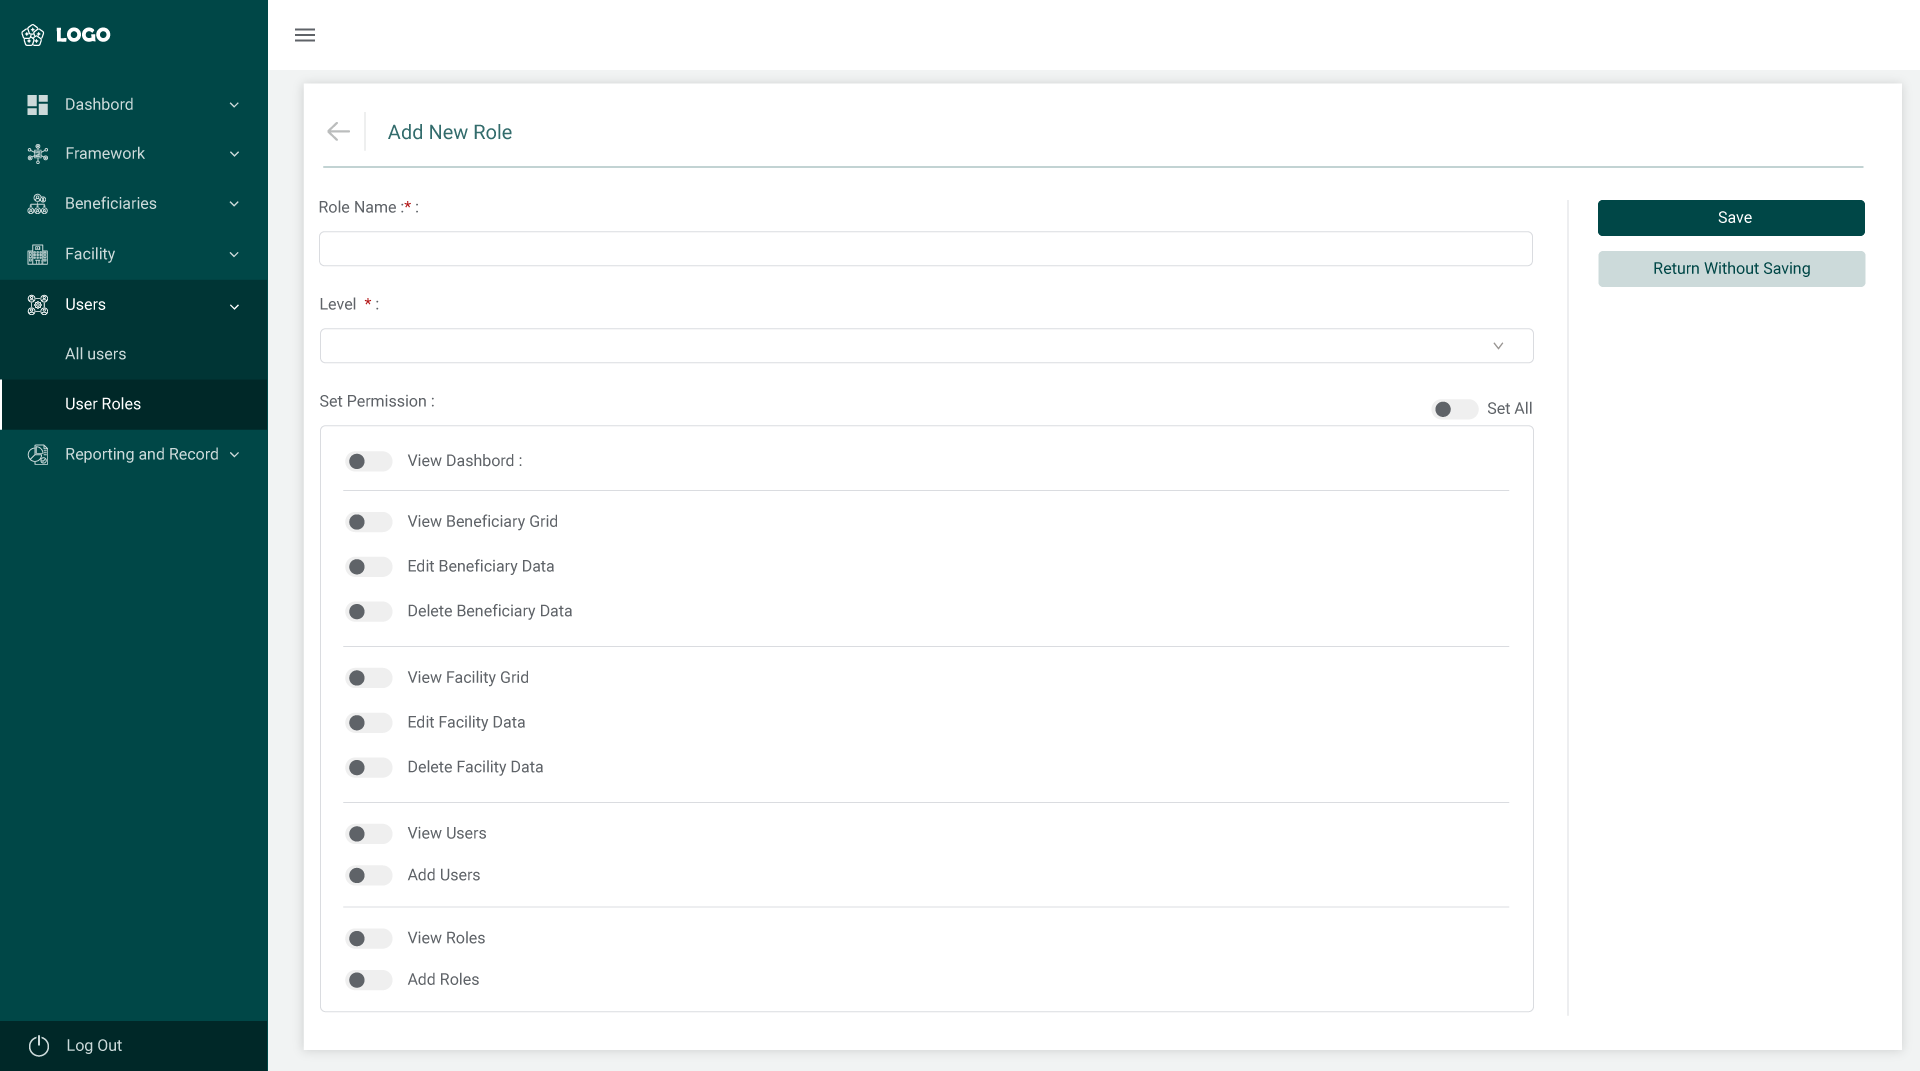 LOGO
Dashbord
Framework
Beneficiaries
Facility
Users
All users
User Roles
Reporting and Record
Log Out
Add New Role
Role Name :* :
Level * :
Set Permission :
Set All
View Dashbord :
View Beneficiary Grid
Edit Beneficiary Data
Delete Beneficiary Data
View Facility Grid
Edit Facility Data
Delete Facility Data
View Users
Add Users
View Roles
Add Roles
Save
Return Without Saving